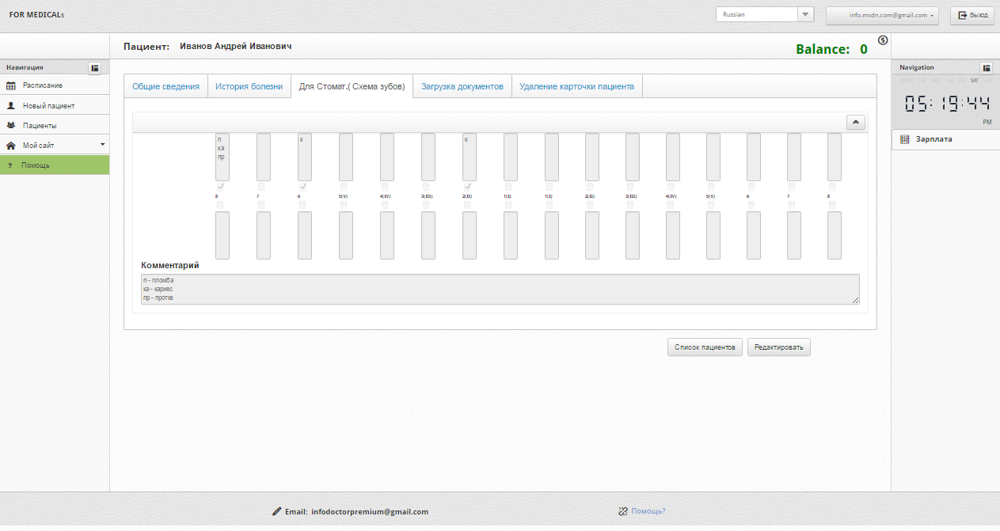 FOR MEDICALs
Russian
info.msdn.com@gmail.com
Выход
Пациент: Иванов Андрей Иванович
Balance: 0
Навигация
Расписание
Новый пациент
Пациенты
Мой сайт
? Помощь
Общие сведения
История болезни
Для Стомат.( Схема зубов)
Загрузка документов
Удаление карточки пациента
п
ка
пр
к
к
8 7 6 5(V) 4(IV) 3(III) 2(II) 1(I) 1(I) 2(II) 3(III) 4(IV) 5(V) 6 7 8
Комментарий
п - пломба
ка - кариес
пр - протез
Список пациентов
Редактировать
Navigation
MON TUE WED THU FRI SAT SUN
05:19:44
PM
Зарплата
Email: infodoctorpremium@gmail.com
Помощь?